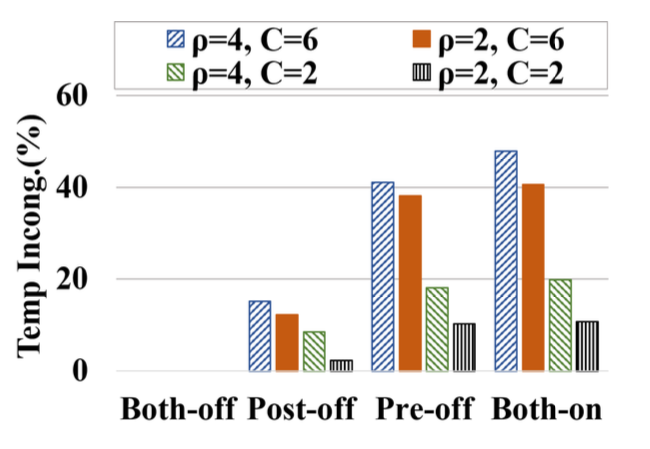 ρ=4, C=6 ρ=2, C=6
ρ=4, C=2 ρ=2, C=2
Temp Incong.(%)
60
40
20
0
Both-off Post-off Pre-off Both-on